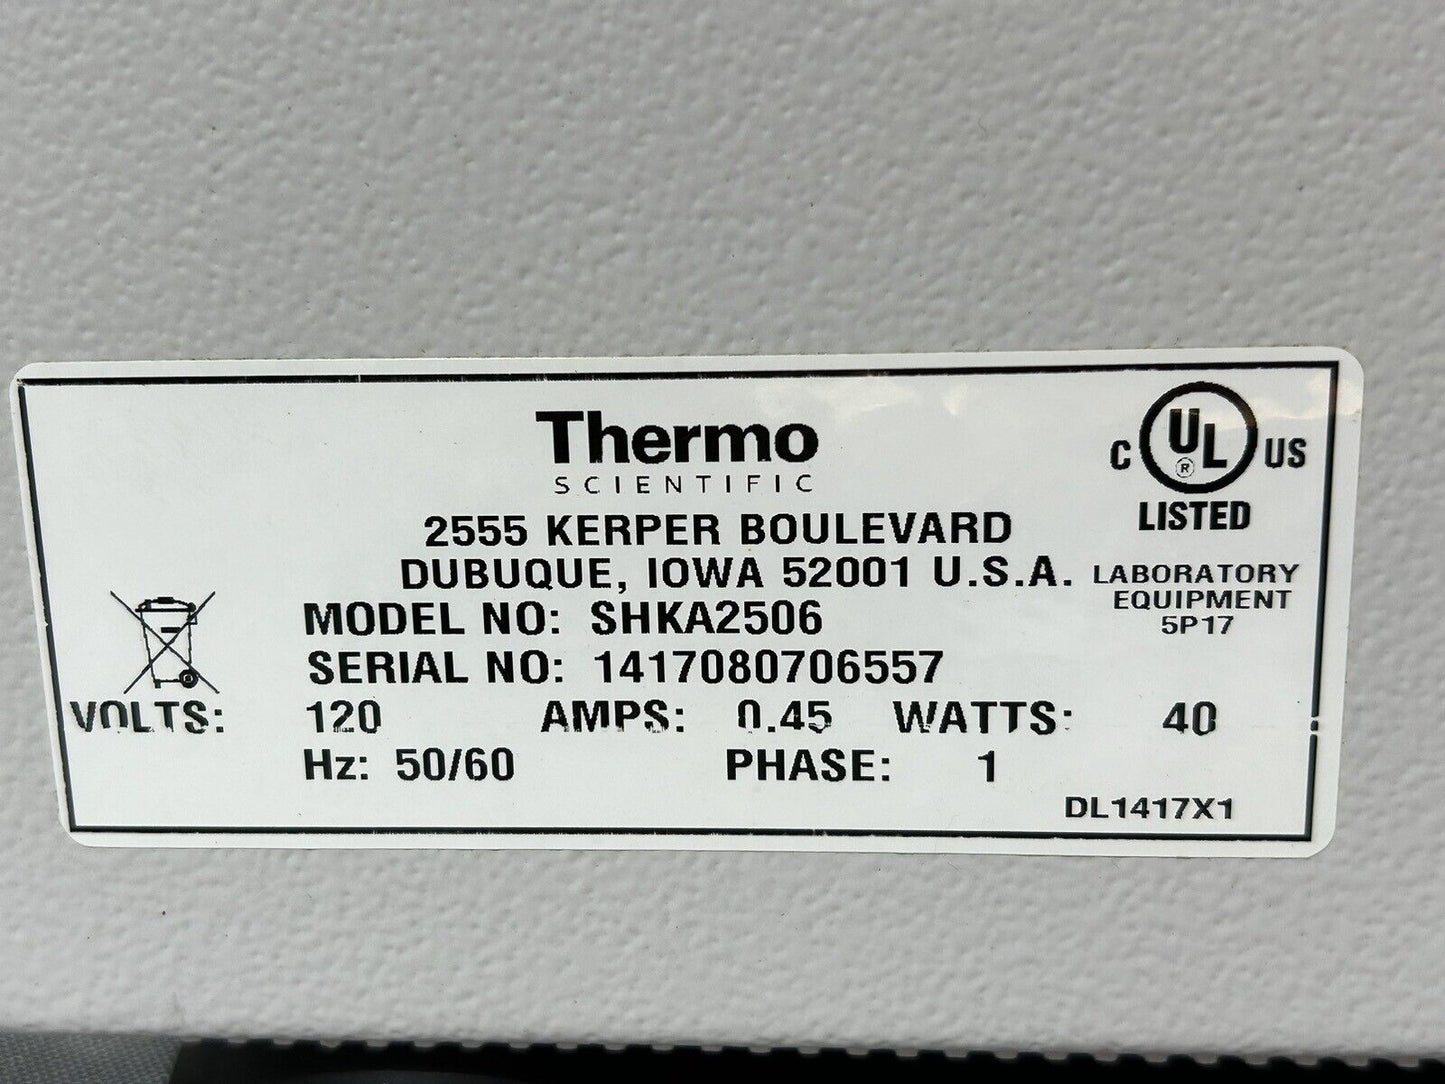 Thermo
SCIENTIFIC
C UL® US
LISTED
2555 KERPER BOULEVARD
DUBUQUE, IOWA 52001 U.S.A.
LABORATORY
EQUIPMENT
5P17
MODEL NO: SHKA2506
SERIAL NO: 1417080706557
VOLTS: 120 AMPS: 0.45 WATTS: 40
Hz: 50/60 PHASE: 1
DL1417X1